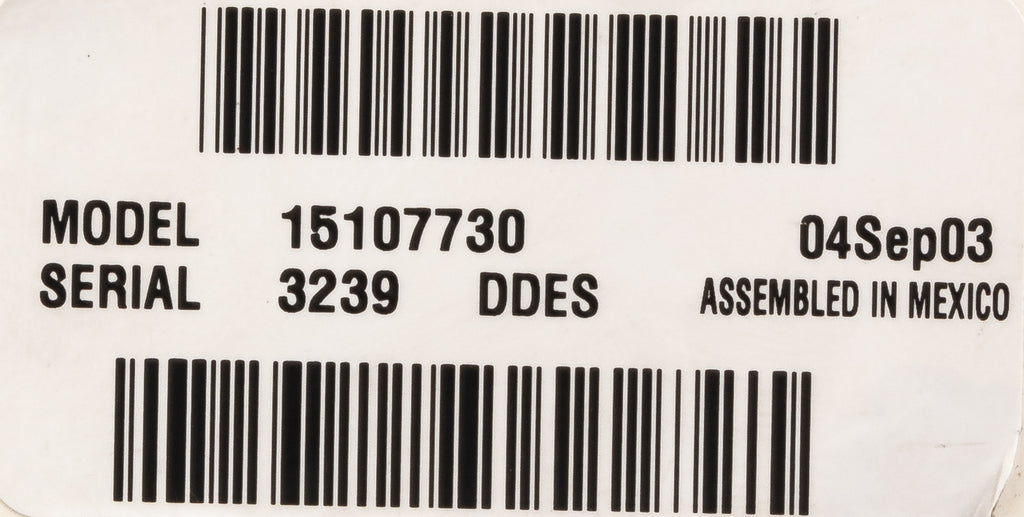 MODEL 15107730 04Sep03
SERIAL 3239 DDES ASSEMBLED IN MEXICO